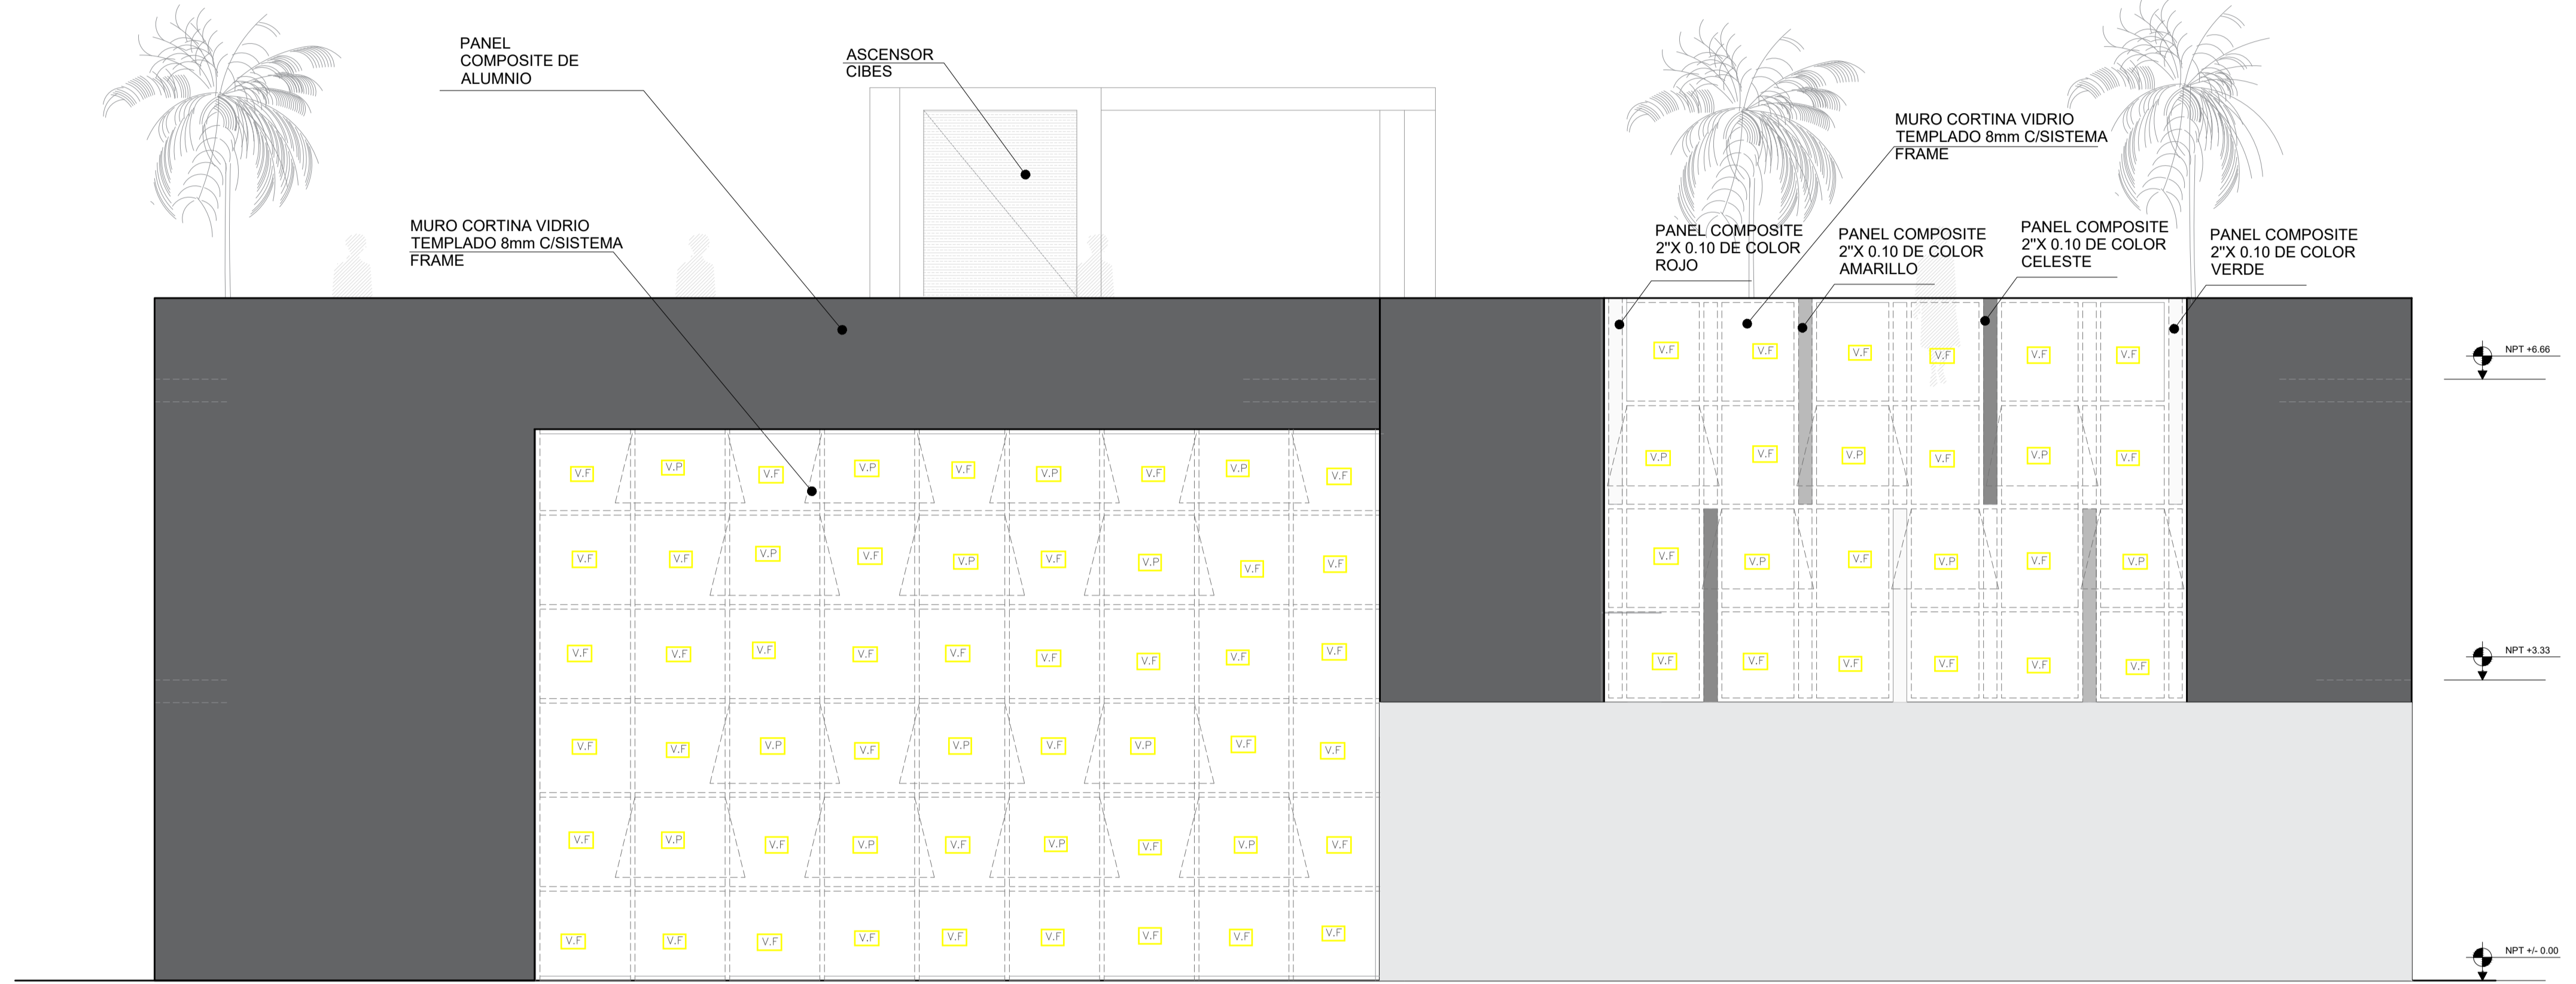 PANEL
COMPOSITE DE
ALUMNIO
ASCENSOR
CIBES
MURO CORTINA VIDRIO
TEMPLADO 8mm C/SISTEMA
FRAME
MURO CORTINA VIDRIO
TEMPLADO 8mm C/SISTEMA
FRAME
PANEL COMPOSITE
2"X 0.10 DE COLOR
ROJO
PANEL COMPOSITE
2"X 0.10 DE COLOR
AMARILLO
PANEL COMPOSITE
2"X 0.10 DE COLOR
CELESTE
PANEL COMPOSITE
2"X 0.10 DE COLOR
VERDE
V.F V.F V.F V.F V.F V.F
NPT +6.66
V.P V.F V.P V.F V.P V.F
V.F V.P V.F V.P V.F V.P
V.F V.F V.F V.F V.F V.F
NPT +3.33
V.F V.P V.F V.P V.F V.P V.F V.P V.F
V.F V.F V.P V.F V.P V.F V.P V.F V.F
V.F V.F V.F V.F V.F V.F V.F V.F V.F
V.F V.F V.P V.F V.P V.F V.P V.F V.F
V.F V.P V.F V.P V.F V.P V.F V.P V.F
V.F V.F V.F V.F V.F V.F V.F V.F V.F
NPT +/- 0.00